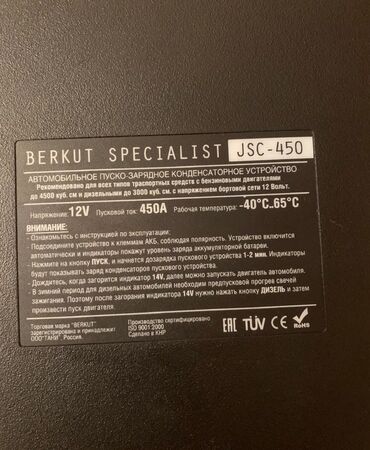 BERKUT SPECIALIST JSC-450
АВТОМОБИЛЬНОЕ ПУСКО-ЗАРЯДНОЕ КОНДЕНСАТОРНОЕ УСТРОЙСТВО
Рекомендовано для всех типов траспортных средств с бензиновыми двигателями
до 4500 куб. см и дизельными до 3000 куб. см. с напряжением бортовой сети 12 Вольт.
Напряжение: 12V Пусковой ток: 450А Рабочая температура: -40°С..65°С
ВНИМАНИЕ:
- Ознакомьтесь с инструкцией по эксплуатации;
- Подсоедините устройство к клеммам АКБ, соблюдая полярность. Устройство включится
автоматически и индикаторы покажут уровень заряда аккумуляторной батареи.
- Нажмите на кнопку ПУСК, и начнется дозарядка пускового устройства 1-2 мин. Индикаторы
будут показывать заряд конденсаторов пускового устройства.
- Дождитесь, когда загорится индикатор 14V, далее можно запускать двигатель автомобиля.
- В зимний период для дизельных автомобилей необходим предпусковой прогрев свечей
зажигания. Поэтому после загорания индикатора 14V нужно нажать кнопку ДИЗЕЛЬ и затем
произвести пуск двигателя.
Торговая марка "BERKUT"
зарегистрирована и принадлежит
ООО"ТАНИ", Россия.
Производство сертифицировано
ISO 9001:2000
Сделано в КНР
EAC TÜV CE RoHS